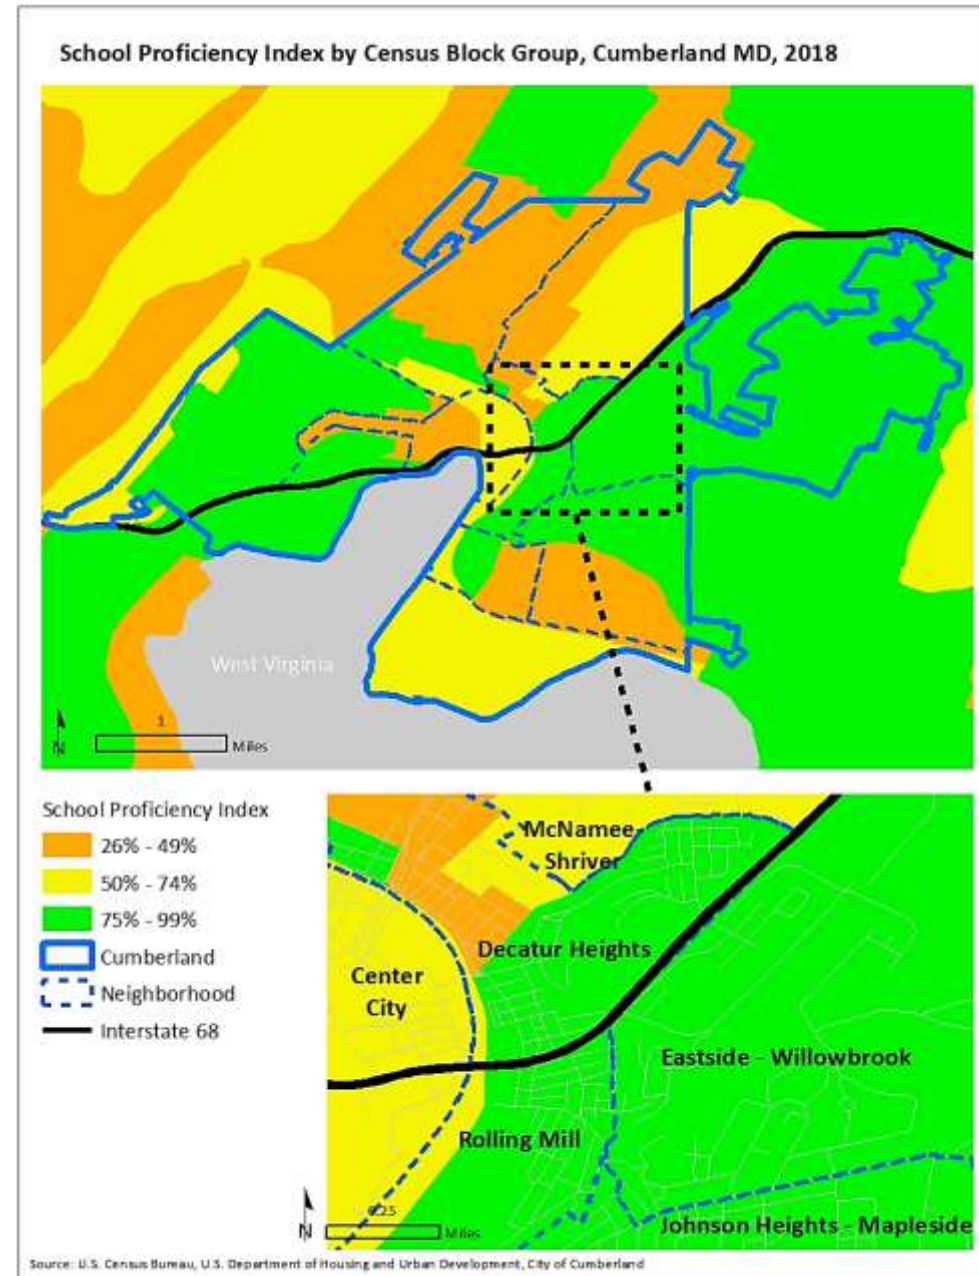 School Proficiency Index by Census Block Group, Cumberland MD, 2018
West Virginia
1
N
Miles
School Proficiency Index
26% - 49%
50% - 74%
75% - 99%
Cumberland
Neighborhood
Interstate 68
McNamee
Shriver
Decatur Heights
Center
City
Eastside - Willowbrook
Rolling Mill
0.25
N
Miles
Johnson Heights - Mapleside
Source: U.S. Census Bureau, U.S. Department of Housing and Urban Development, City of Cumberland